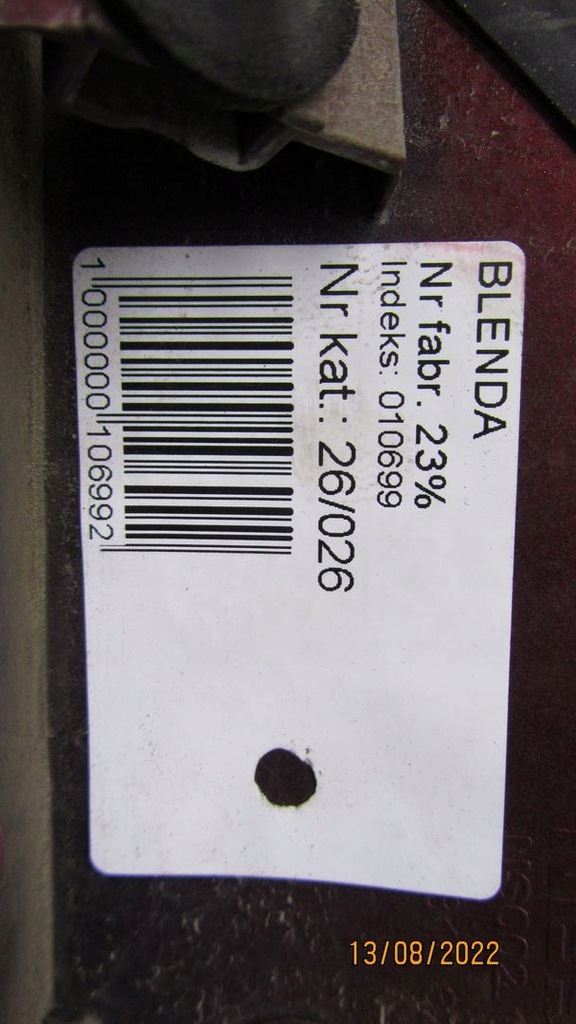 BLENDA
Nr fabr. 23%
Indeks: 010699
Nr kat.: 26/026
1 000000 106992
13/08/2022